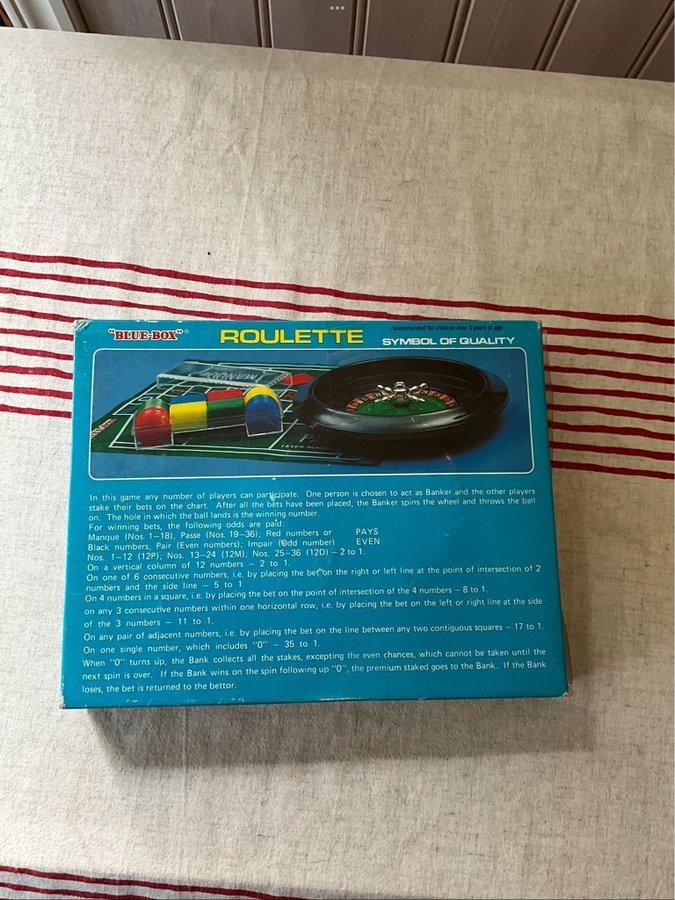 "BLUE-BOX"®
ROULETTE
recommended for children over 5 years at age
SYMBOL OF QUALITY
MANQUE
In this game any number of players can participate. One person is chosen to act as Banker and the other players
stake their bets on the chart. After all the bets have been placed, the Banker spins the wheel and throws the ball
on. The hole in which the ball lands is the winning number.
For winning bets, the following odds are paid:
Manque (Nos. 1–18), Passe (Nos. 19–36); Red numbers or PAYS
Black numbers, Pair (Even numbers); Impair (Odd number) EVEN
Nos. 1–12 (12P); Nos. 13–24 (12M); Nos. 25–36 (12D) – 2 to 1.
On a vertical column of 12 numbers – 2 to 1.
On one of 6 consecutive numbers, i.e. by placing the bet on the right or left line at the point of intersection of 2
numbers and the side line – 5 to 1.
On 4 numbers in a square, i.e. by placing the bet on the point of intersection of the 4 numbers – 8 to 1.
on any 3 consecutive numbers within one horizontal row, i.e. by placing the bet on the left or right line at the side
of the 3 numbers – 11 to 1.
On any pair of adjacent numbers, i.e. by placing the bet on the line between any two contiguous squares – 17 to 1.
On one single number, which includes "0" – 35 to 1.
When "0" turns up, the Bank collects all the stakes, excepting the even chances, which cannot be taken until the
next spin is over. If the Bank wins on the spin following up "0", the premium staked goes to the Bank. If the Bank
loses, the bet is returned to the bettor.